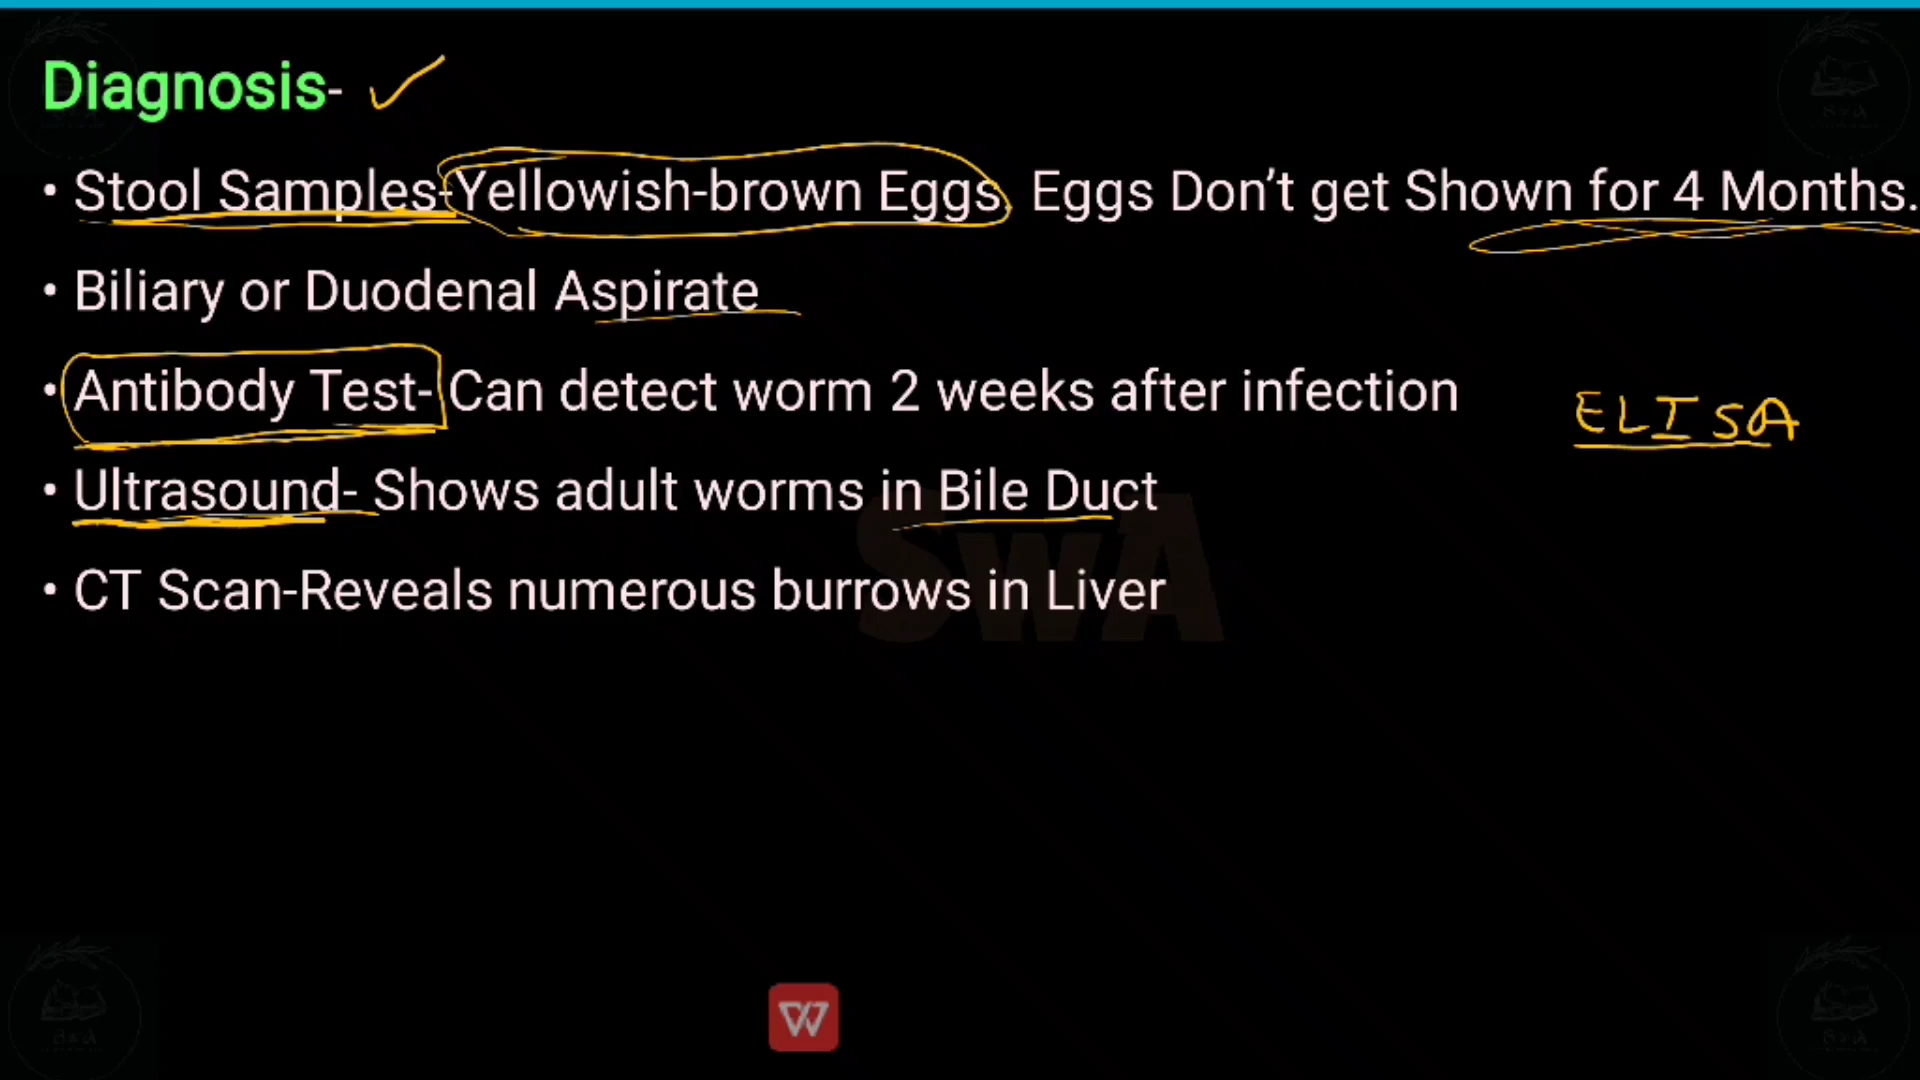 Diagnosis-
• Stool Samples-Yellowish-brown Eggs Eggs Don't get Shown for 4 Months.
• Biliary or Duodenal Aspirate
• Antibody Test- Can detect worm 2 weeks after infection
ELISA
• Ultrasound- Shows adult worms in Bile Duct
• CT Scan-Reveals numerous burrows in Liver
SwA